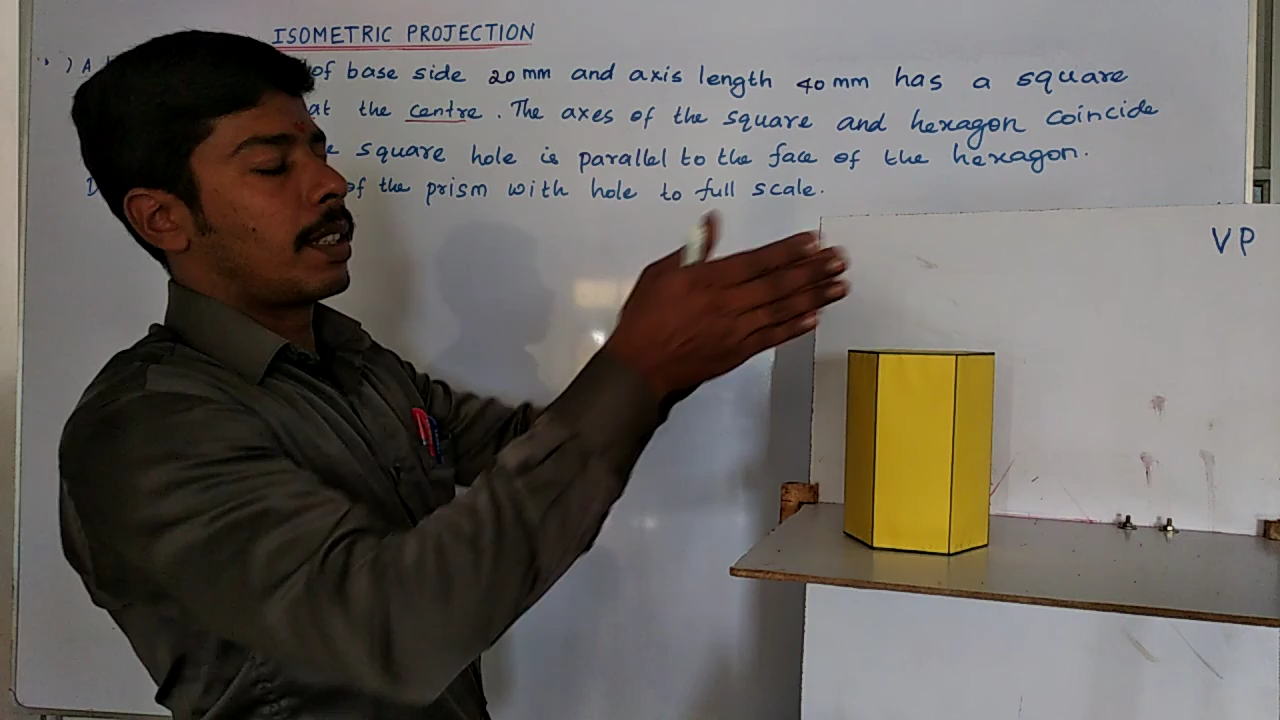 ISOMETRIC PROJECTION
) A of base side 20 mm and axis length 40 mm has a square
at the centre. The axes of the square and hexagon coincide
square hole is parallel to the face of the hexagon.
of the prism with hole to full scale.
VP